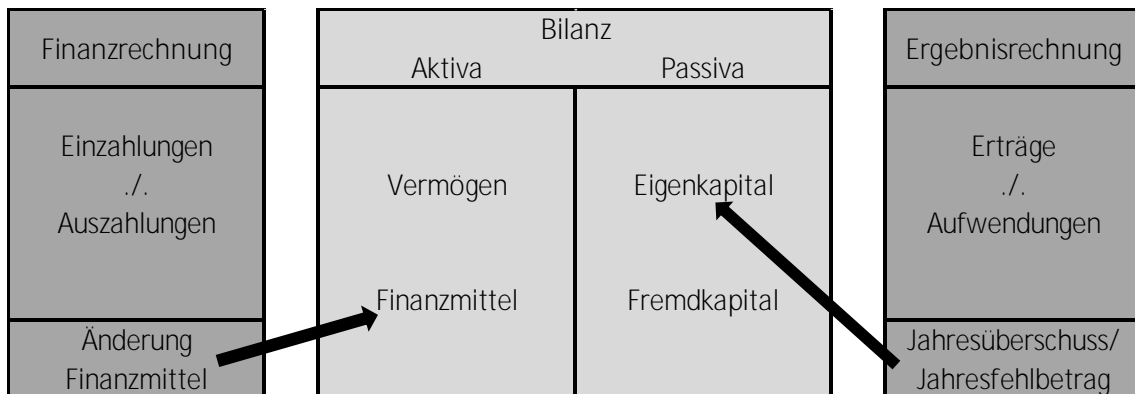 Finanzrechnung
Einzahlungen
./.
Auszahlungen
Änderung
Finanzmittel
Bilanz
Aktiva Passiva
Vermögen Eigenkapital
Finanzmittel Fremdkapital
Ergebnisrechnung
Erträge
./.
Aufwendungen
Jahresüberschuss/
Jahresfehlbetrag